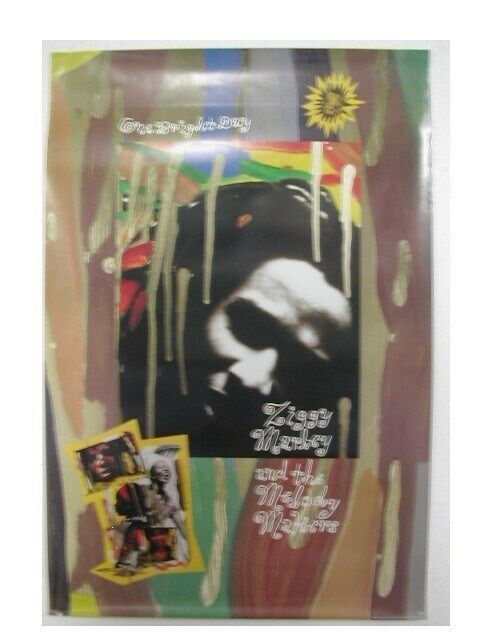 One Bright Day
Ziggy
Marley
and the
Melody
Makers